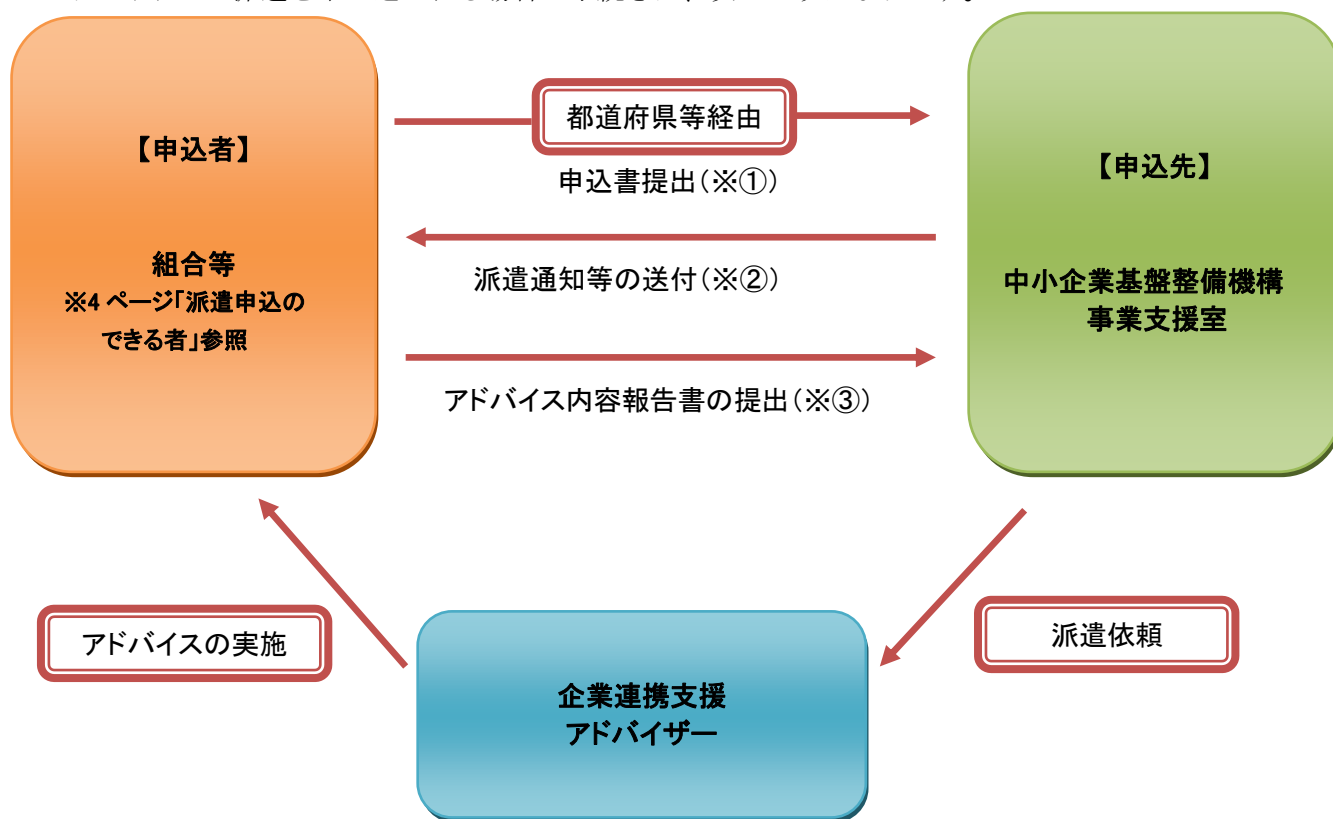 都道府県等経由
申込書提出(※①)
【申込者】
組合等
※4 ページ「派遣申込の
できる者」参照
派遣通知等の送付(※②)
【申込先】
中小企業基盤整備機構
事業支援室
アドバイス内容報告書の提出(※③)
アドバイスの実施
派遣依頼
企業連携支援
アドバイザー